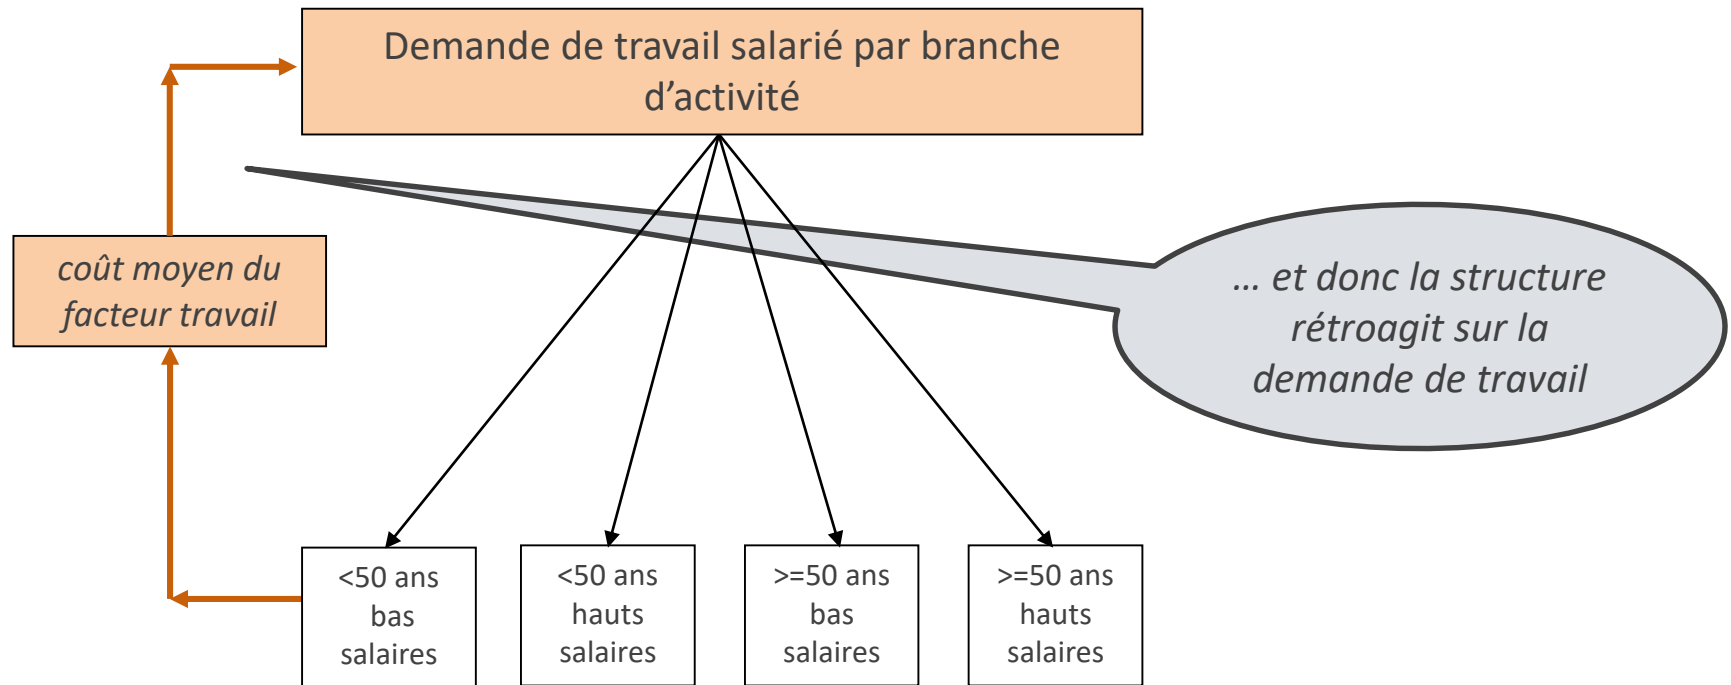 Demande de travail salarié par branche
d’activité
coût moyen du
facteur travail
… et donc la structure
rétroagit sur la
demande de travail
<50 ans
bas
salaires
<50 ans
hauts
salaires
>=50 ans
bas
salaires
>=50 ans
hauts
salaires